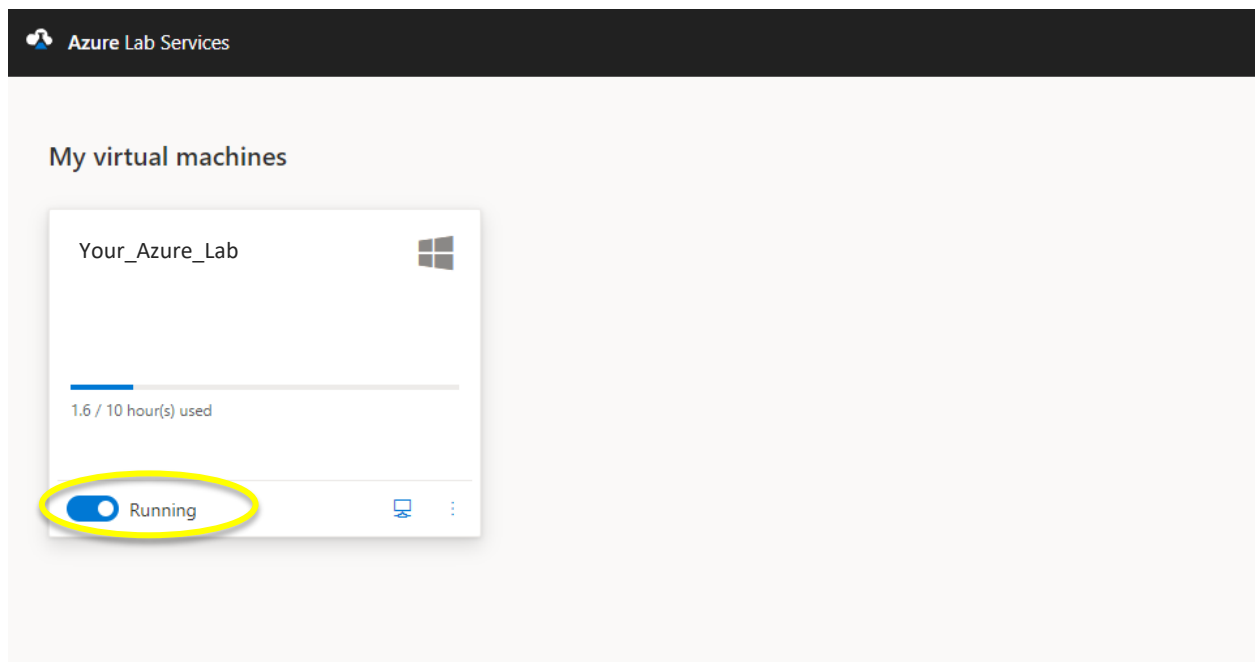 Azure Lab Services
My virtual machines
Your_Azure_Lab
1.6 / 10 hour(s) used
Running